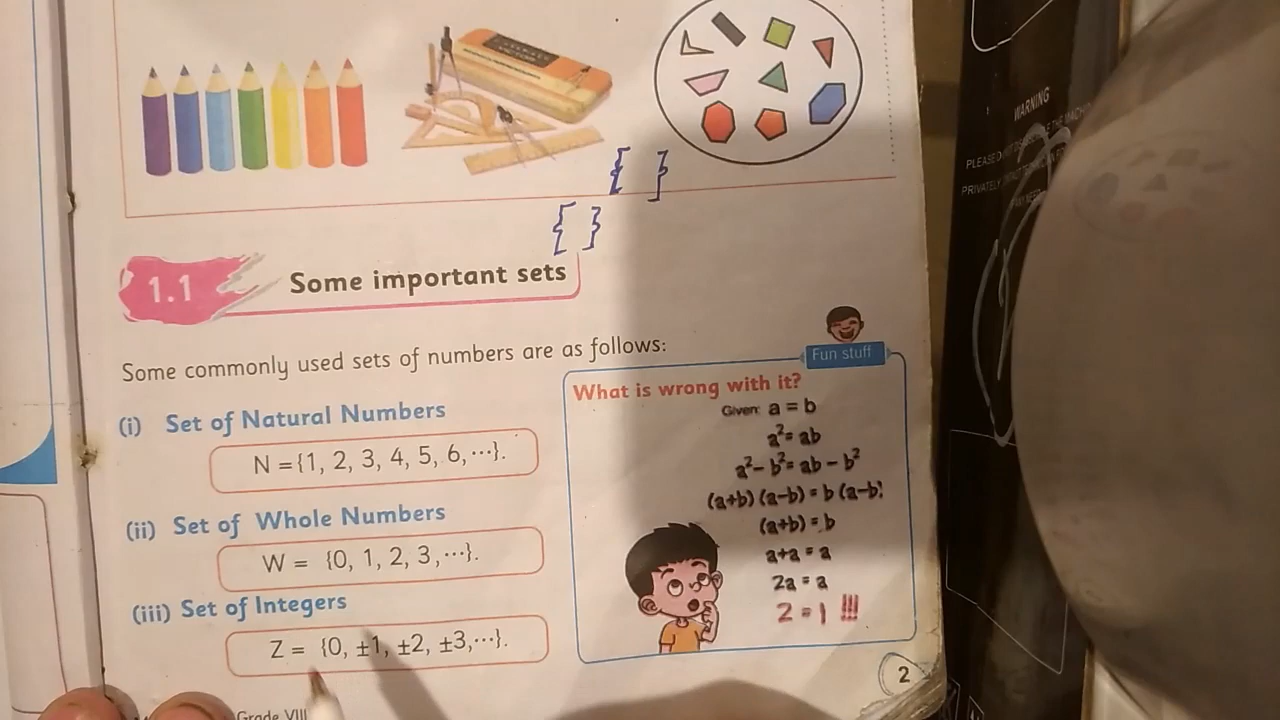 { }
{ }
1.1 Some important sets
Some commonly used sets of numbers are as follows:
(i) Set of Natural Numbers
N = {1, 2, 3, 4, 5, 6, ⋯}.
(ii) Set of Whole Numbers
W = {0, 1, 2, 3, ⋯}.
(iii) Set of Integers
Z = {0, ±1, ±2, ±3, ⋯}.
Fun stuff
What is wrong with it?
Given: a = b
a² = ab
a² - b² = ab - b²
(a+b) (a-b) = b (a-b)
(a+b) = b
a+a = a
2a = a
2 = 1 !!!
2
Grade VIII
WARNING